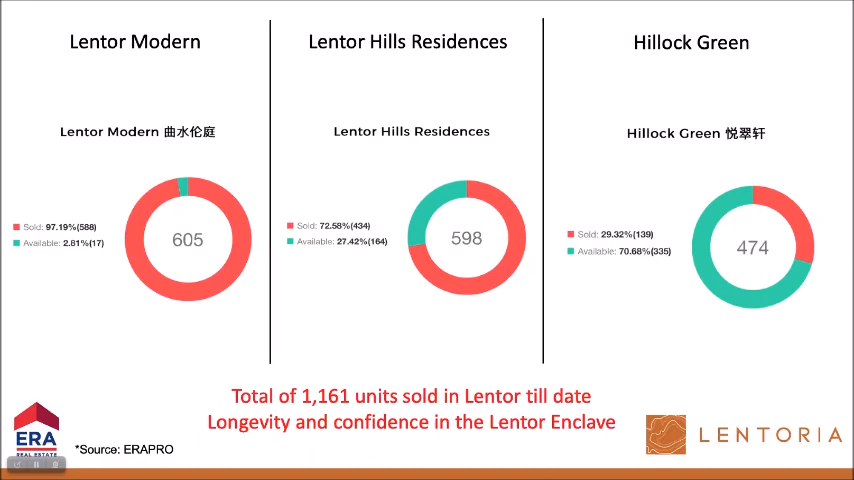 Lentor Modern
Lentor Hills Residences
Hillock Green
Lentor Modern 曲水伦庭
Lentor Hills Residences
Hillock Green 悦翠轩
Sold: 97.19%(588)
Available: 2.81%(17)
605
Sold: 72.58%(434)
Available: 27.42%(164)
598
Sold: 29.32%(139)
Available: 70.68%(335)
474
Total of 1,161 units sold in Lentor till date
Longevity and confidence in the Lentor Enclave
ERA
REAL ESTATE
*Source: ERAPRO
LENTORIA